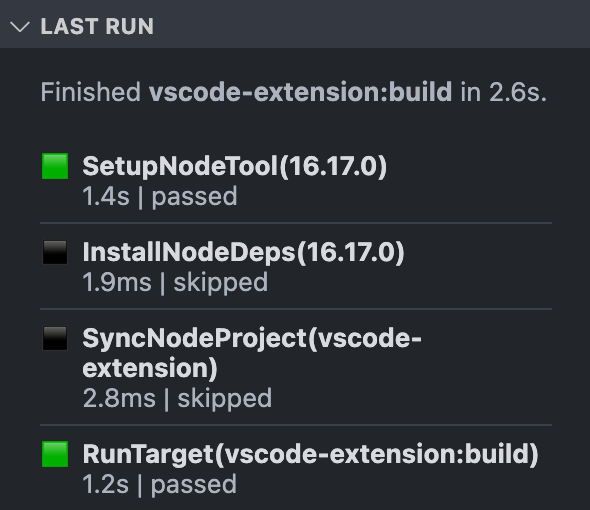 LAST RUN
Finished vscode-extension:build in 2.6s.
SetupNodeTool(16.17.0)
1.4s | passed
InstallNodeDeps(16.17.0)
1.9ms | skipped
SyncNodeProject(vscode-
extension)
2.8ms | skipped
RunTarget(vscode-extension:build)
1.2s | passed